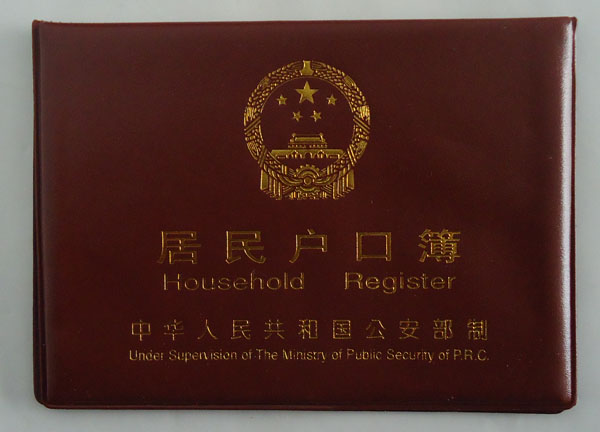 居民户口簿
Household Register
中华人民共和国公安部制
Under Supervision of The Ministry of Public Security of P.R.C.